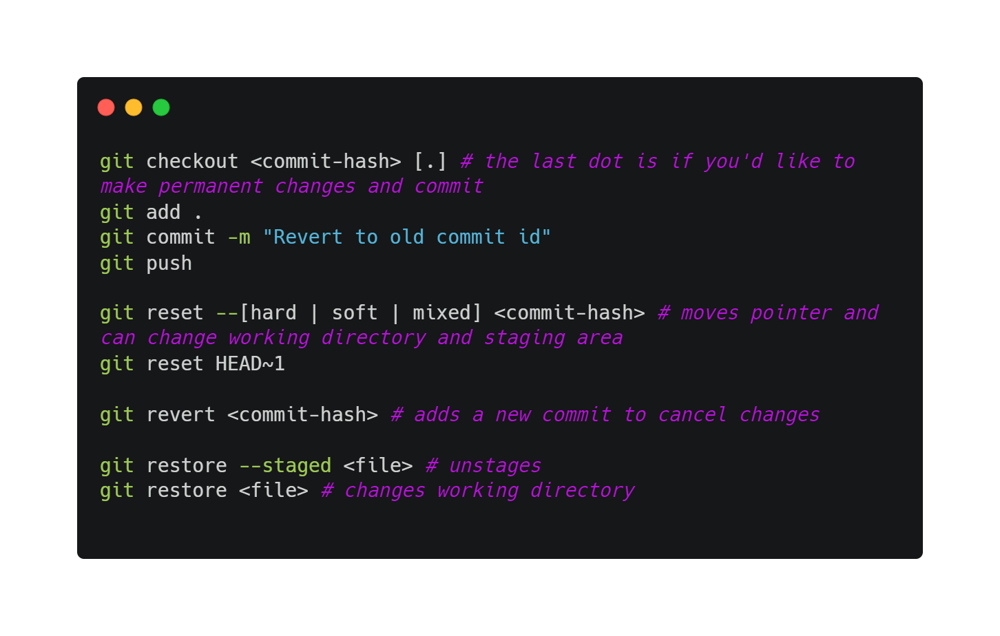 git checkout <commit-hash> [.] # the last dot is if you'd like to
make permanent changes and commit
git add .
git commit -m "Revert to old commit id"
git push
git reset --[hard | soft | mixed] <commit-hash> # moves pointer and
can change working directory and staging area
git reset HEAD~1
git revert <commit-hash> # adds a new commit to cancel changes
git restore --staged <file> # unstages
git restore <file> # changes working directory